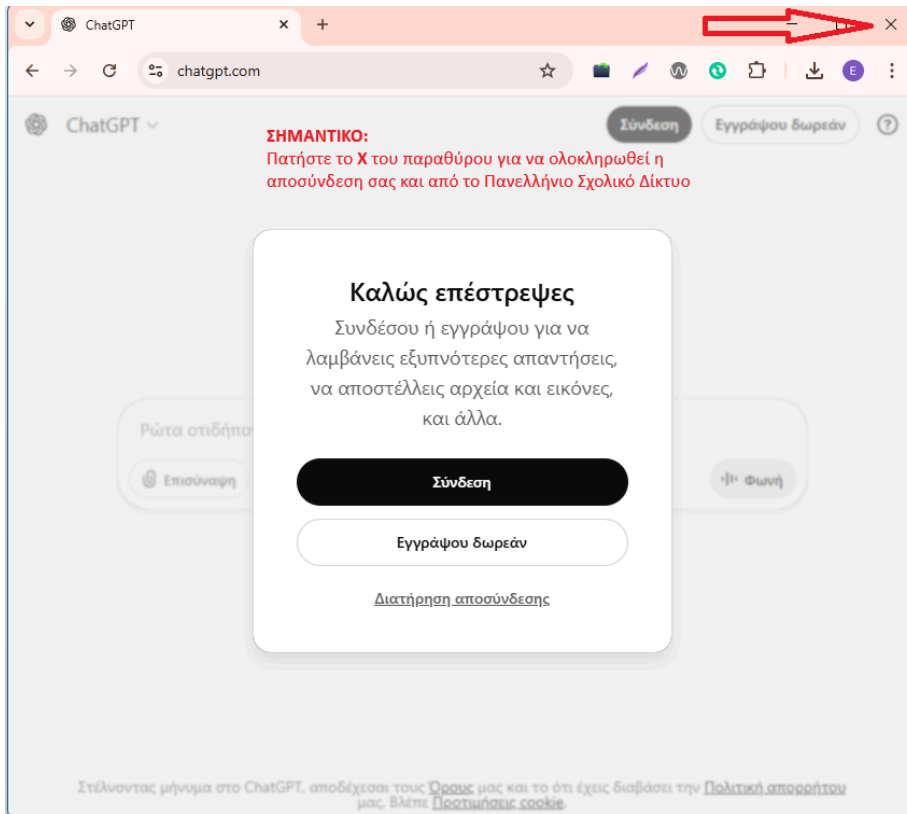 ChatGPT
chatgpt.com
E
ChatGPT
Σύνδεση
Εγγράψου δωρεάν
?
ΣΗΜΑΝΤΙΚΟ:
Πατήστε το X του παραθύρου για να ολοκληρωθεί η
αποσύνδεση σας και από το Πανελλήνιο Σχολικό Δίκτυο
Καλώς επέστρεψες
Συνδέσου ή εγγράψου για να
λαμβάνεις εξυπνότερες απαντήσεις,
να αποστέλλεις αρχεία και εικόνες,
και άλλα.
Ρώτα
Επισύναψη
Φωνή
Σύνδεση
Εγγράψου δωρεάν
Διατήρηση αποσύνδεσης
Στέλνοντας μήνυμα στο ChatGPT, αποδέχεσαι τους Όρους μας και το ότι έχεις διαβάσει την Πολιτική απορρήτου
μας. Βλέπε Προτιμήσεις cookie.